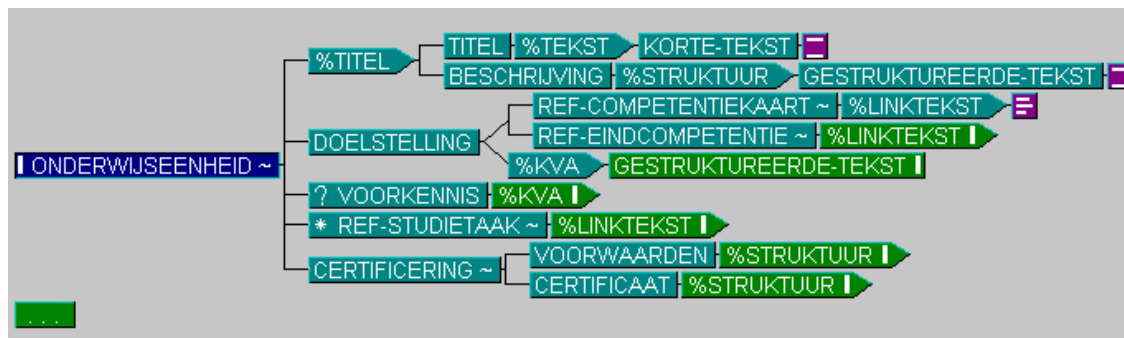 %TITEL TITEL %TEKST KORTE-TEKST
BESCHRIJVING %STRUKTUUR GESTRUKTUREERDE-TEKST
DOELSTELLING REF-COMPETENTIEKAART ~ %LINKTEKST
REF-EINDCOMPETENTIE ~ %LINKTEKST
%KVA GESTRUKTUREERDE-TEKST
ONDERWIJSEENHEID ~
? VOORKENNIS %KVA
* REF-STUDIETAAK ~ %LINKTEKST
CERTIFICERING ~ VOORWAARDEN %STRUKTUUR
CERTIFICAAT %STRUKTUUR
. . .